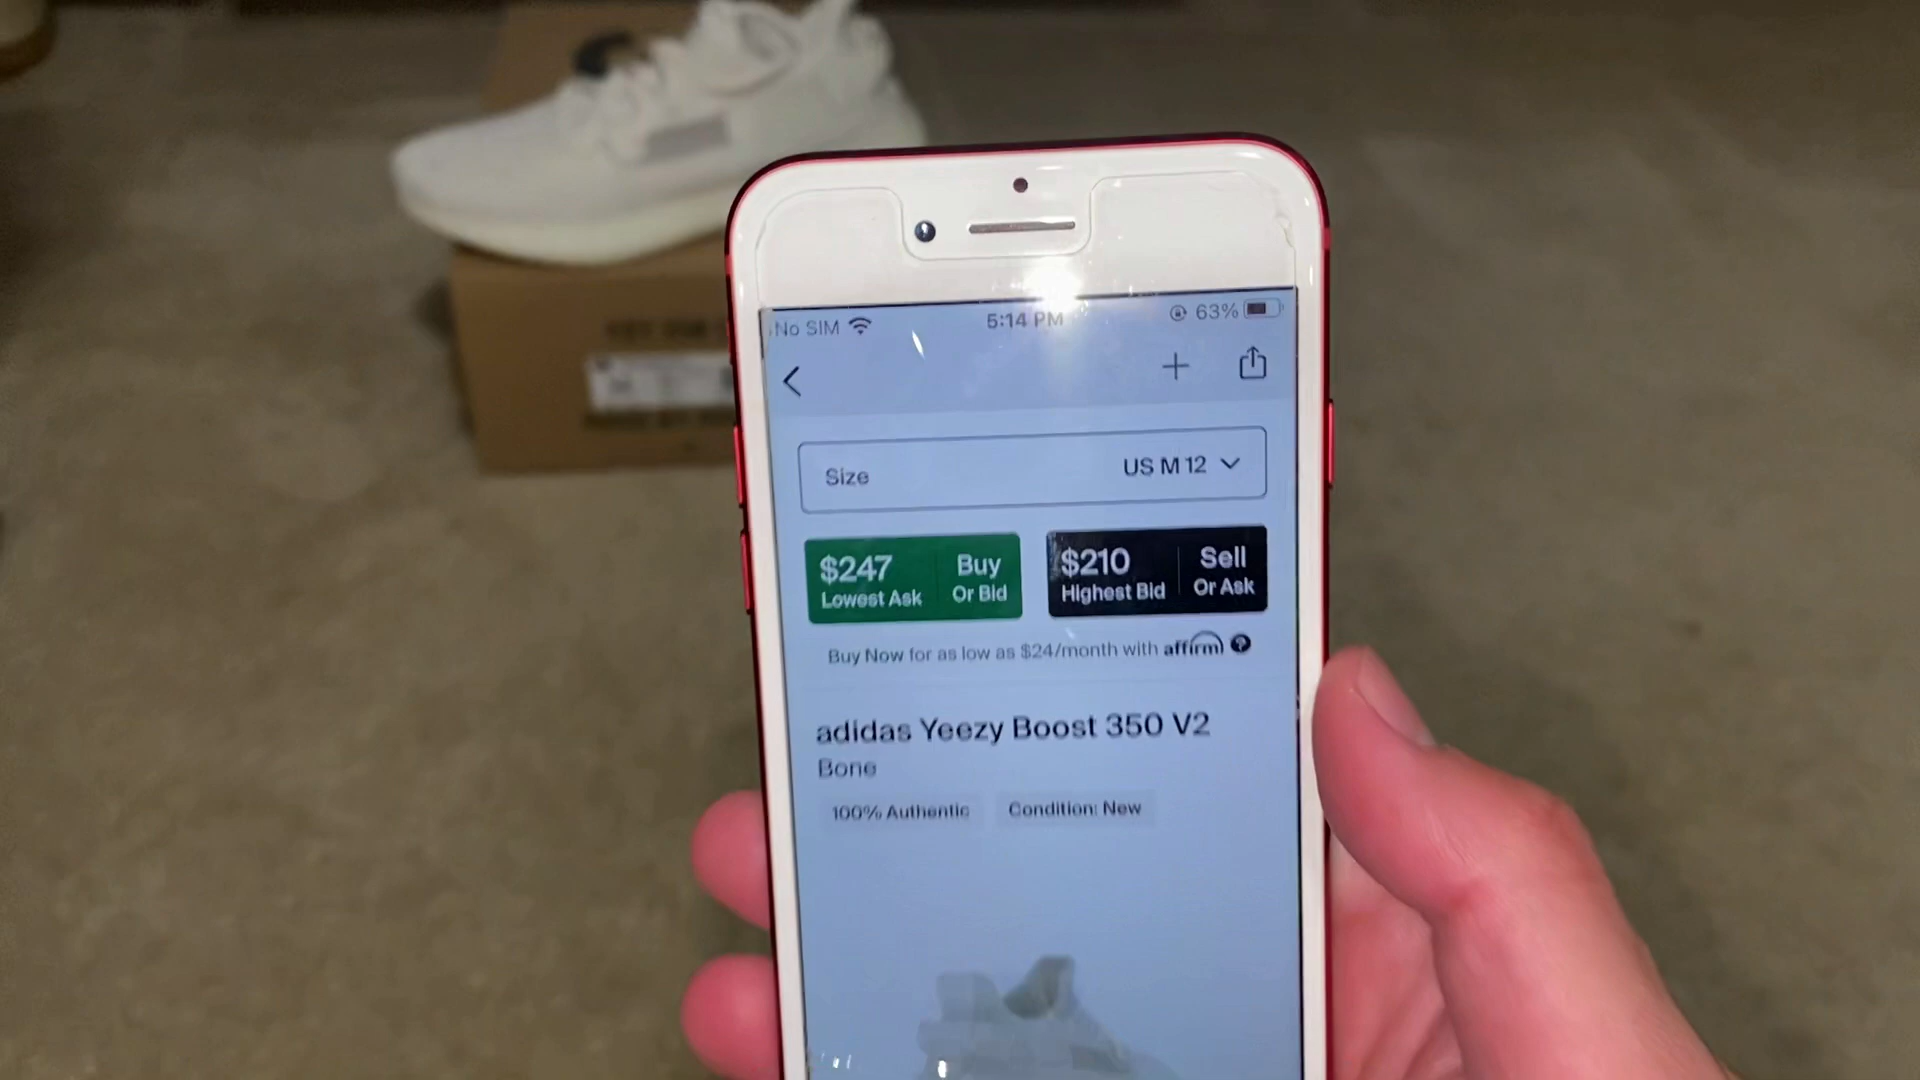 No SIM
5:14 PM
63%
Size
US M 12
$247
Lowest Ask
Buy
Or Bid
$210
Highest Bid
Sell
Or Ask
Buy Now for as low as $24/month with affirm ?
adidas Yeezy Boost 350 V2
Bone
100% Authentic
Condition: New